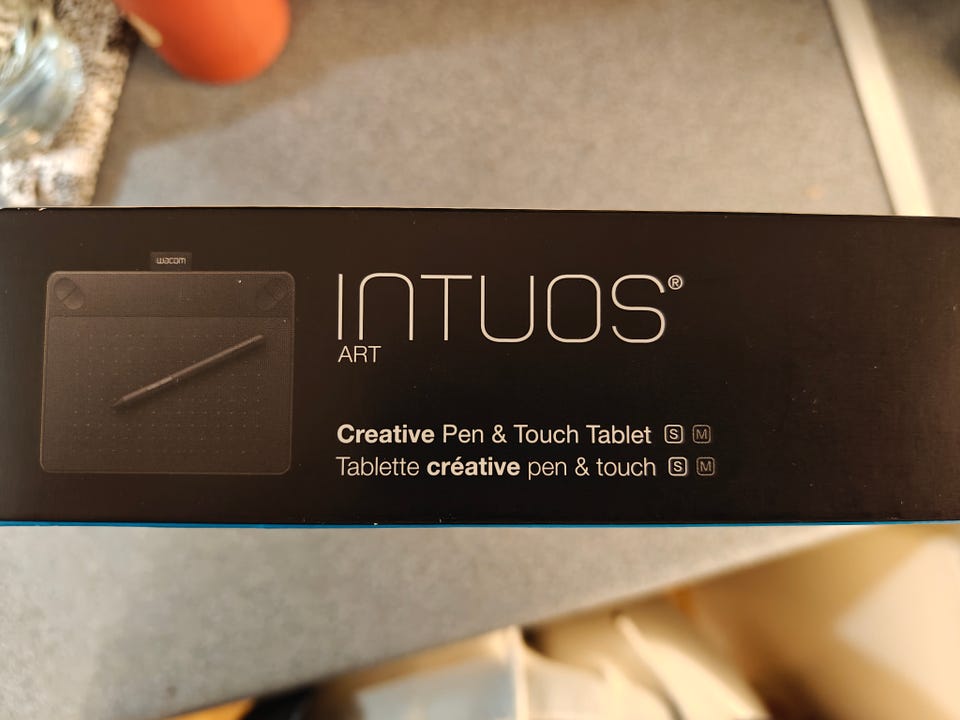 wacom
INTUOS®
ART
Creative Pen & Touch Tablet S M
Tablette créative pen & touch S M